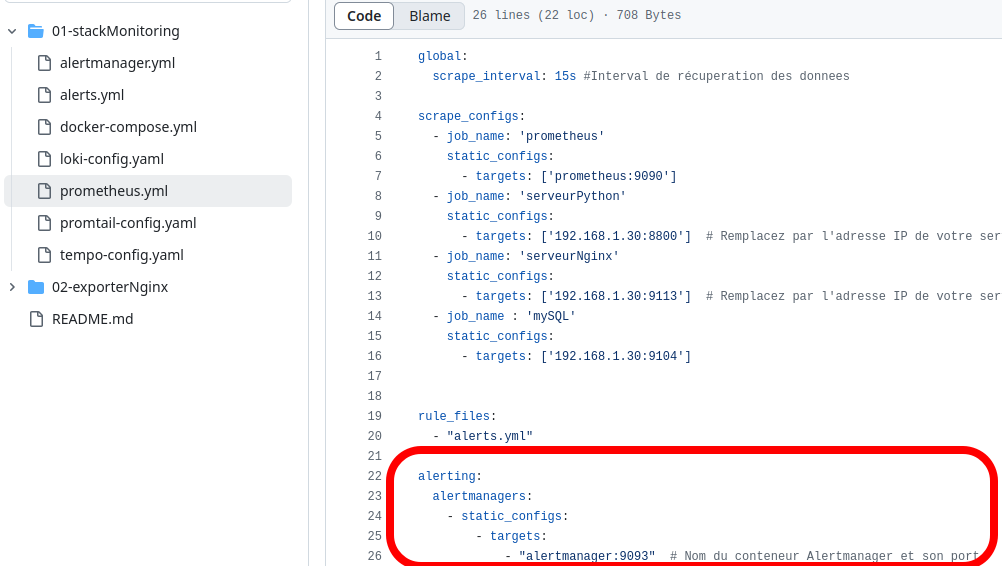 01-stackMonitoring
alertmanager.yml
alerts.yml
docker-compose.yml
loki-config.yaml
prometheus.yml
promtail-config.yaml
tempo-config.yaml
02-exporterNginx
README.md
Code Blame 26 lines (22 loc) · 708 Bytes
1 global:
2 scrape_interval: 15s #Interval de récuperation des donnees
3
4 scrape_configs:
5 - job_name: 'prometheus'
6 static_configs:
7 - targets: ['prometheus:9090']
8 - job_name: 'serveurPython'
9 static_configs:
10 - targets: ['192.168.1.30:8800'] # Remplacez par l'adresse IP de votre ser
11 - job_name: 'serveurNginx'
12 static_configs:
13 - targets: ['192.168.1.30:9113'] # Remplacez par l'adresse IP de votre ser
14 - job_name : 'mySQL'
15 static_configs:
16 - targets: ['192.168.1.30:9104']
17
18
19 rule_files:
20 - "alerts.yml"
21
22 alerting:
23 alertmanagers:
24 - static_configs:
25 - targets:
26 - "alertmanager:9093" # Nom du conteneur Alertmanager et son port